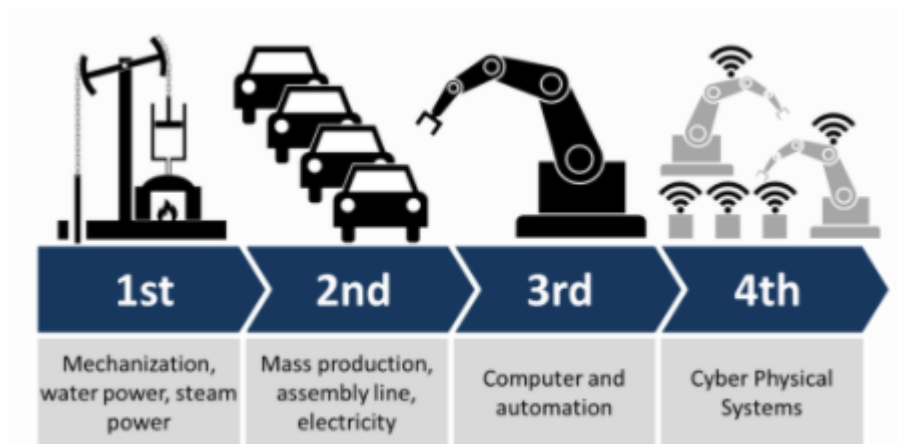 1st
2nd
3rd
4th
Mechanization,
water power, steam
power
Mass production,
assembly line,
electricity
Computer and
automation
Cyber Physical
Systems